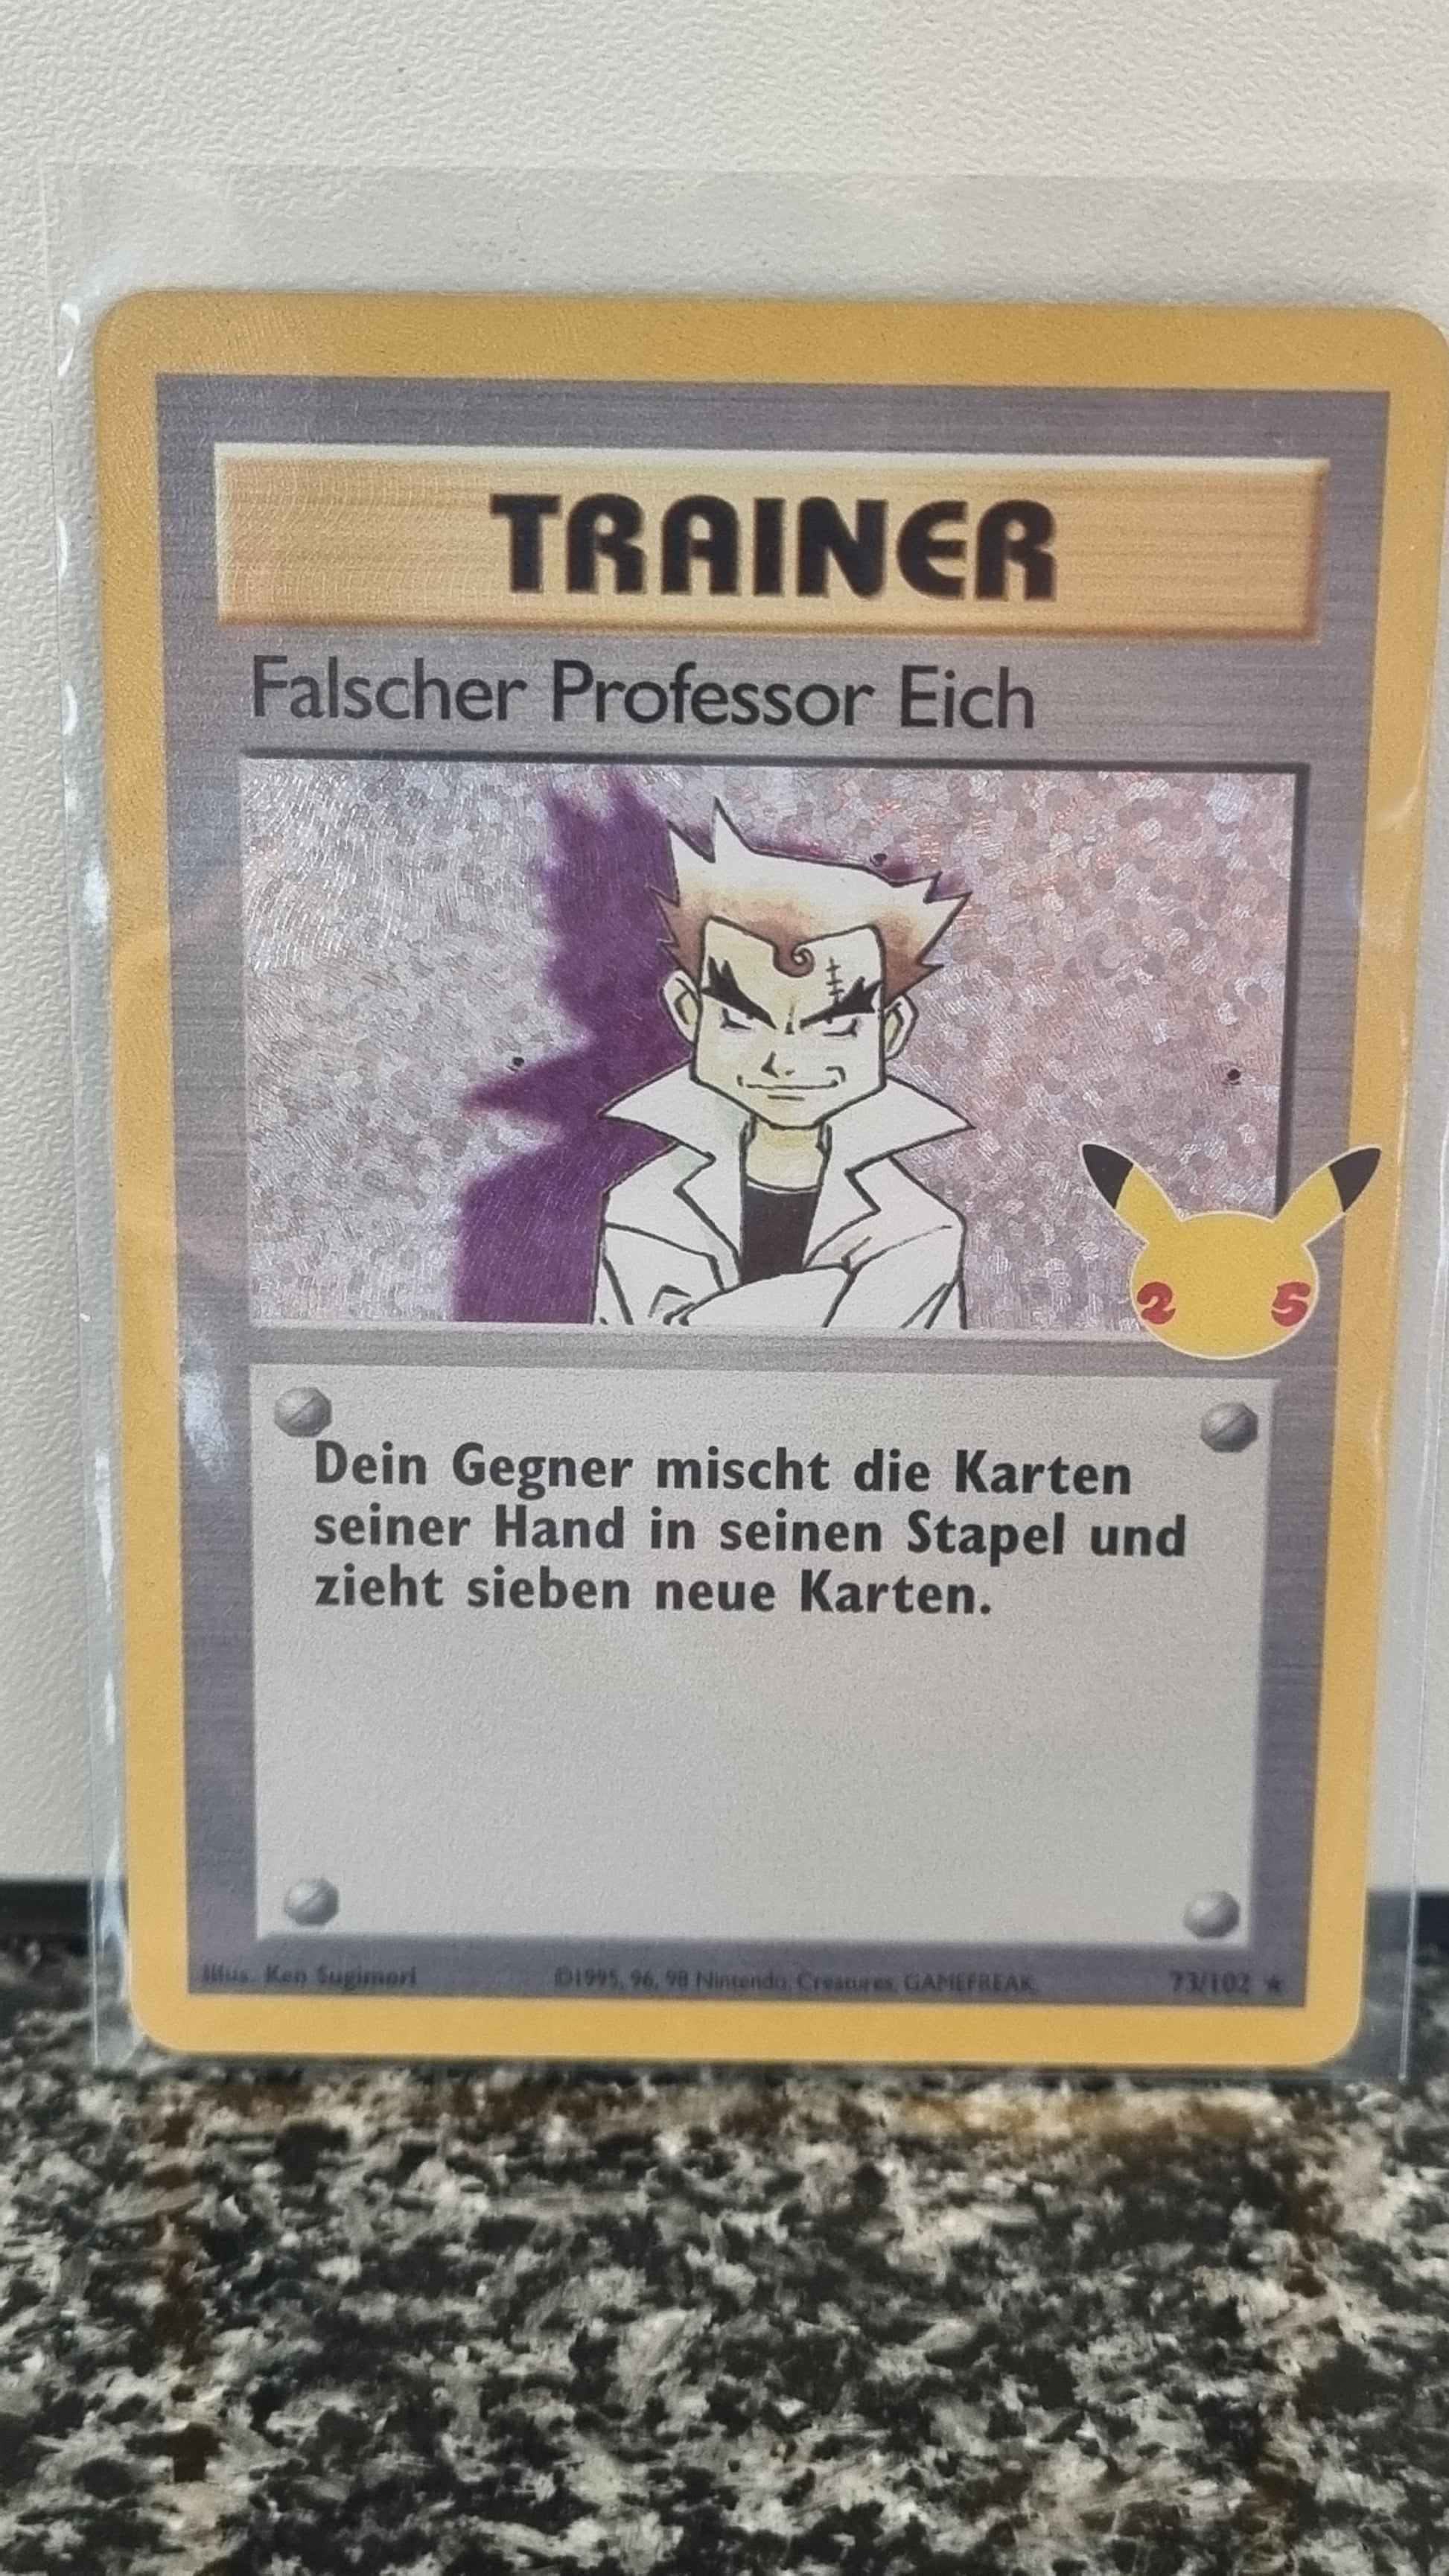 TRAINER
Falscher Professor Eich
2 5
Dein Gegner mischt die Karten
seiner Hand in seinen Stapel und
zieht sieben neue Karten.
Illus. Ken Sugimori ©1995, 96, 98 Nintendo, Creatures, GAMEFREAK. 73/102 ★